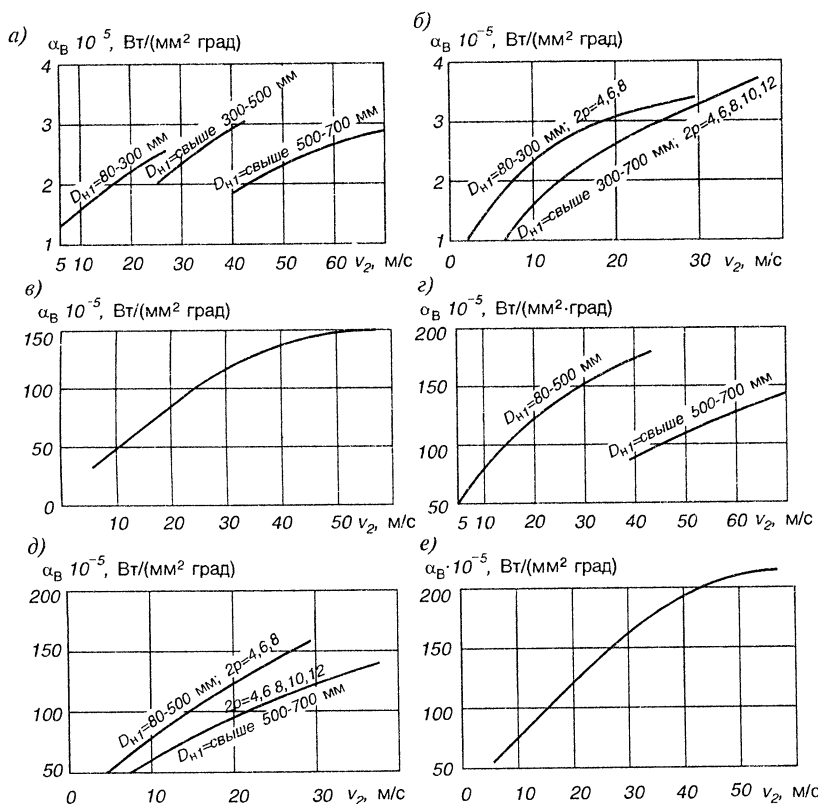 а)
α_В 10⁻⁵, Вт/(мм² град)
4
3
2
1
5 10 20 30 40 50 60 v₂, м/с
D_н1=80-300 мм
D_н1=свыше 300-500 мм
D_н1=свыше 500-700 мм
б)
α_В 10⁻⁵, Вт/(мм² град)
4
3
2
1
0 10 20 30 v₂, м/с
D_н1=80-300 мм; 2p=4,6,8
D_н1=свыше 300-700 мм; 2p=4,6,8,10,12
в)
α_В 10⁻⁵, Вт/(мм² град)
150
100
50
0
10 20 30 40 50 v₂, м/с
г)
α_В 10⁻⁵, Вт/(мм²·град)
200
150
100
50
5 10 20 30 40 50 60 v₂, м/с
D_н1=80-500 мм
D_н1=свыше 500-700 мм
д)
α_В 10⁻⁵, Вт/(мм² град)
200
150
100
50
0 10 20 30 v₂, м/с
D_н1=80-500 мм; 2p=4,6,8
2p=4,6 8,10,12
D_н1=свыше 500-700 мм
е)
α_В·10⁻⁵, Вт/(мм² град)
200
150
100
50
0 10 20 30 40 50 v₂, м/с